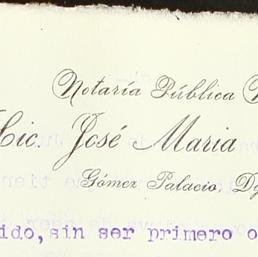 Notaría Pública
Lic. José María
Gómez Palacio, Dg
ido, sin ser primero o